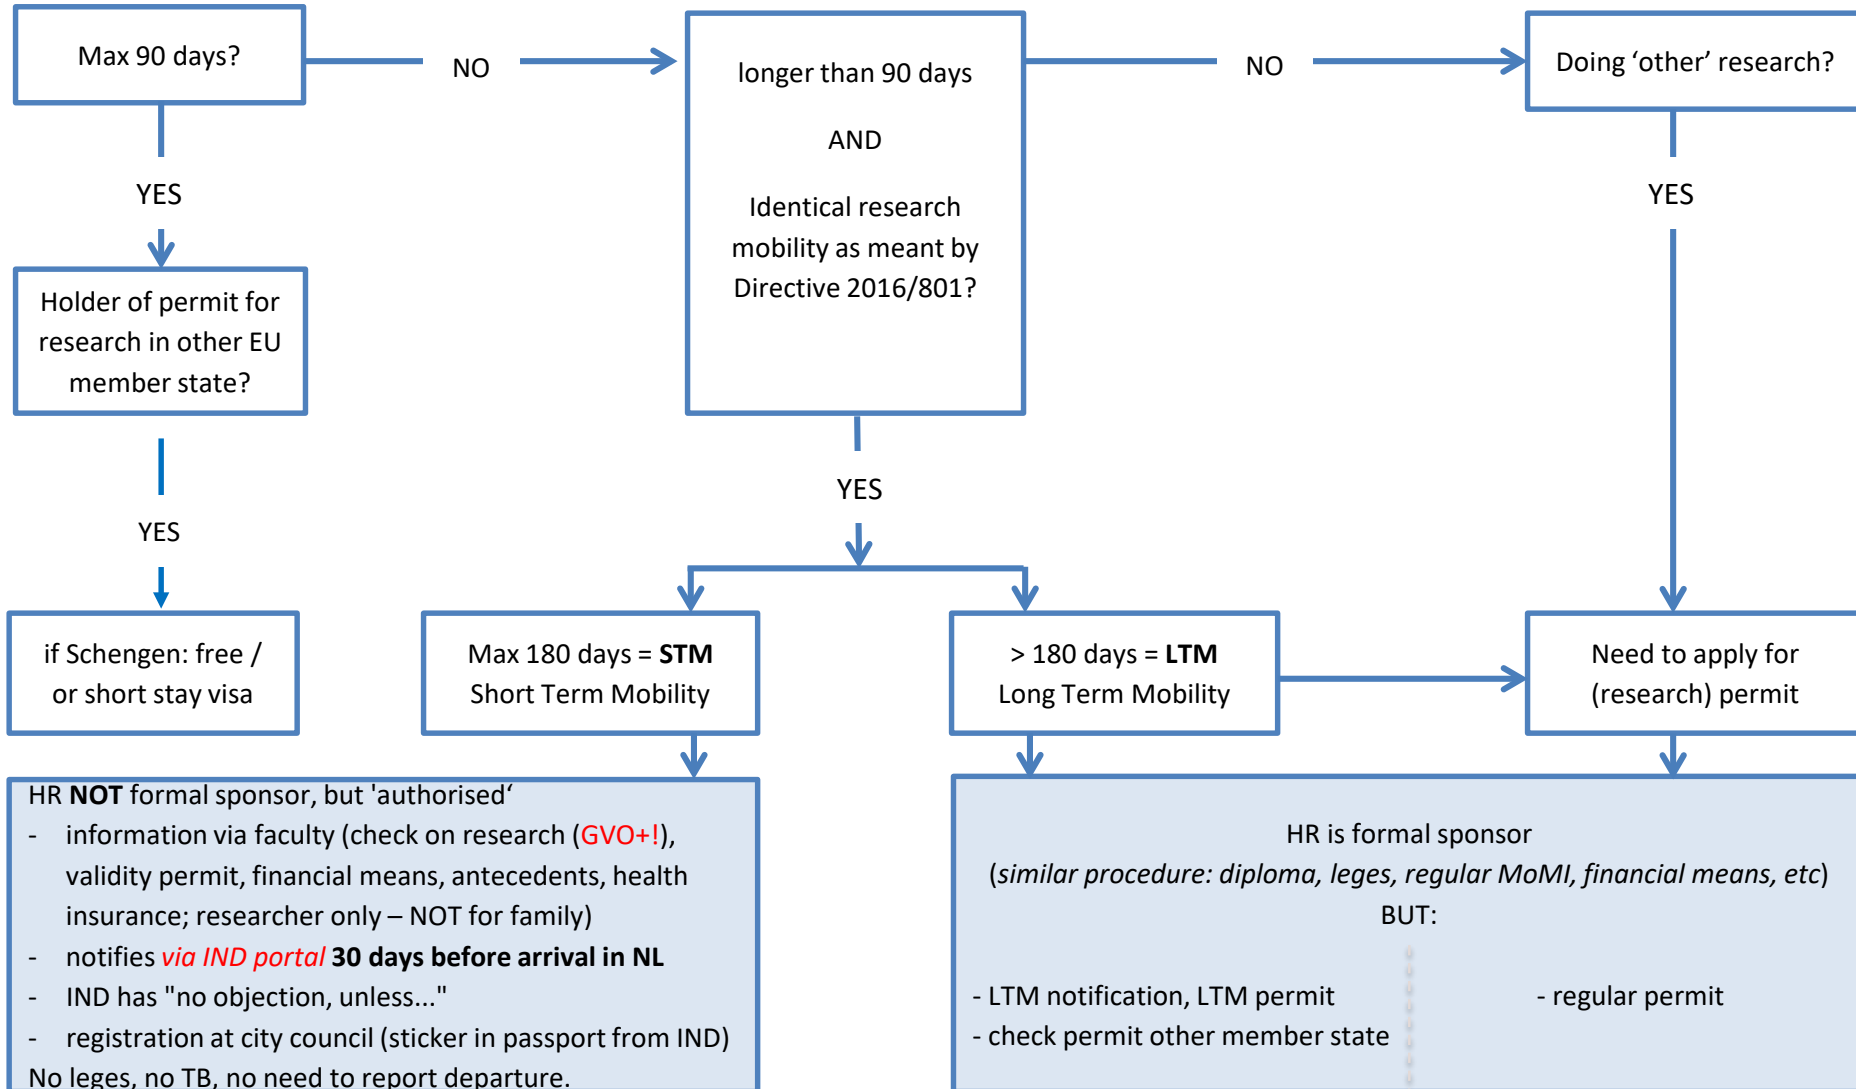 Max 90 days?
NO
longer than 90 days
AND
Identical research
mobility as meant by
Directive 2016/801?
NO
Doing ‘other’ research?
YES
YES
Holder of permit for
research in other EU
member state?
YES
YES
if Schengen: free /
or short stay visa
Max 180 days = STM
Short Term Mobility
> 180 days = LTM
Long Term Mobility
Need to apply for
(research) permit
HR NOT formal sponsor, but 'authorised‘
- information via faculty (check on research (GVO+!),
validity permit, financial means, antecedents, health
insurance; researcher only – NOT for family)
- notifies via IND portal 30 days before arrival in NL
- IND has "no objection, unless..."
- registration at city council (sticker in passport from IND)
No leges, no TB, no need to report departure.
HR is formal sponsor
(similar procedure: diploma, leges, regular MoMI, financial means, etc)
BUT:
- LTM notification, LTM permit
- check permit other member state
- regular permit